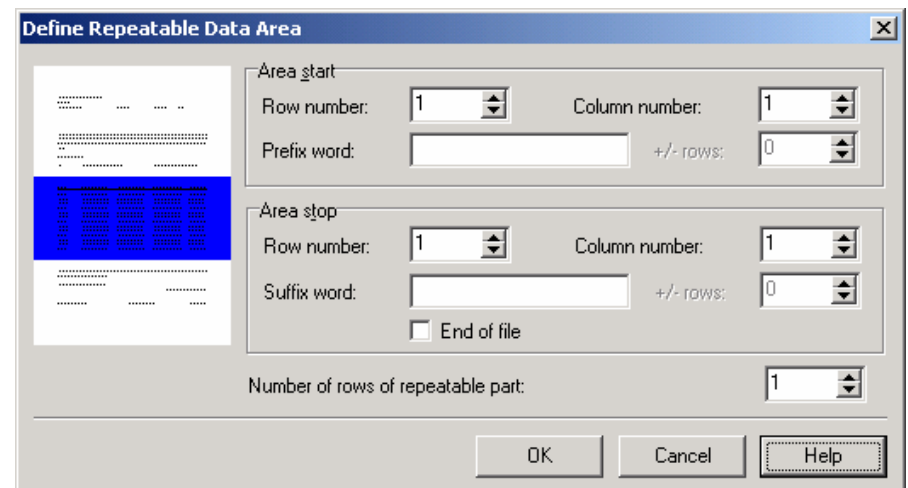 Define Repeatable Data Area
Area start
Row number: 1 Column number: 1
Prefix word: +/- rows: 0
Area stop
Row number: 1 Column number: 1
Suffix word: +/- rows: 0
End of file
Number of rows of repeatable part: 1
OK Cancel Help